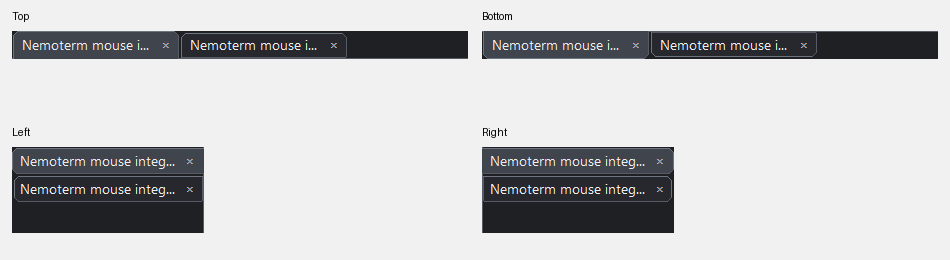 Top
Nemoterm mouse i... × Nemoterm mouse i... ×
Bottom
Nemoterm mouse i... × Nemoterm mouse i... ×
Left
Nemoterm mouse integ... ×
Nemoterm mouse integ... ×
Right
Nemoterm mouse integ... ×
Nemoterm mouse integ... ×